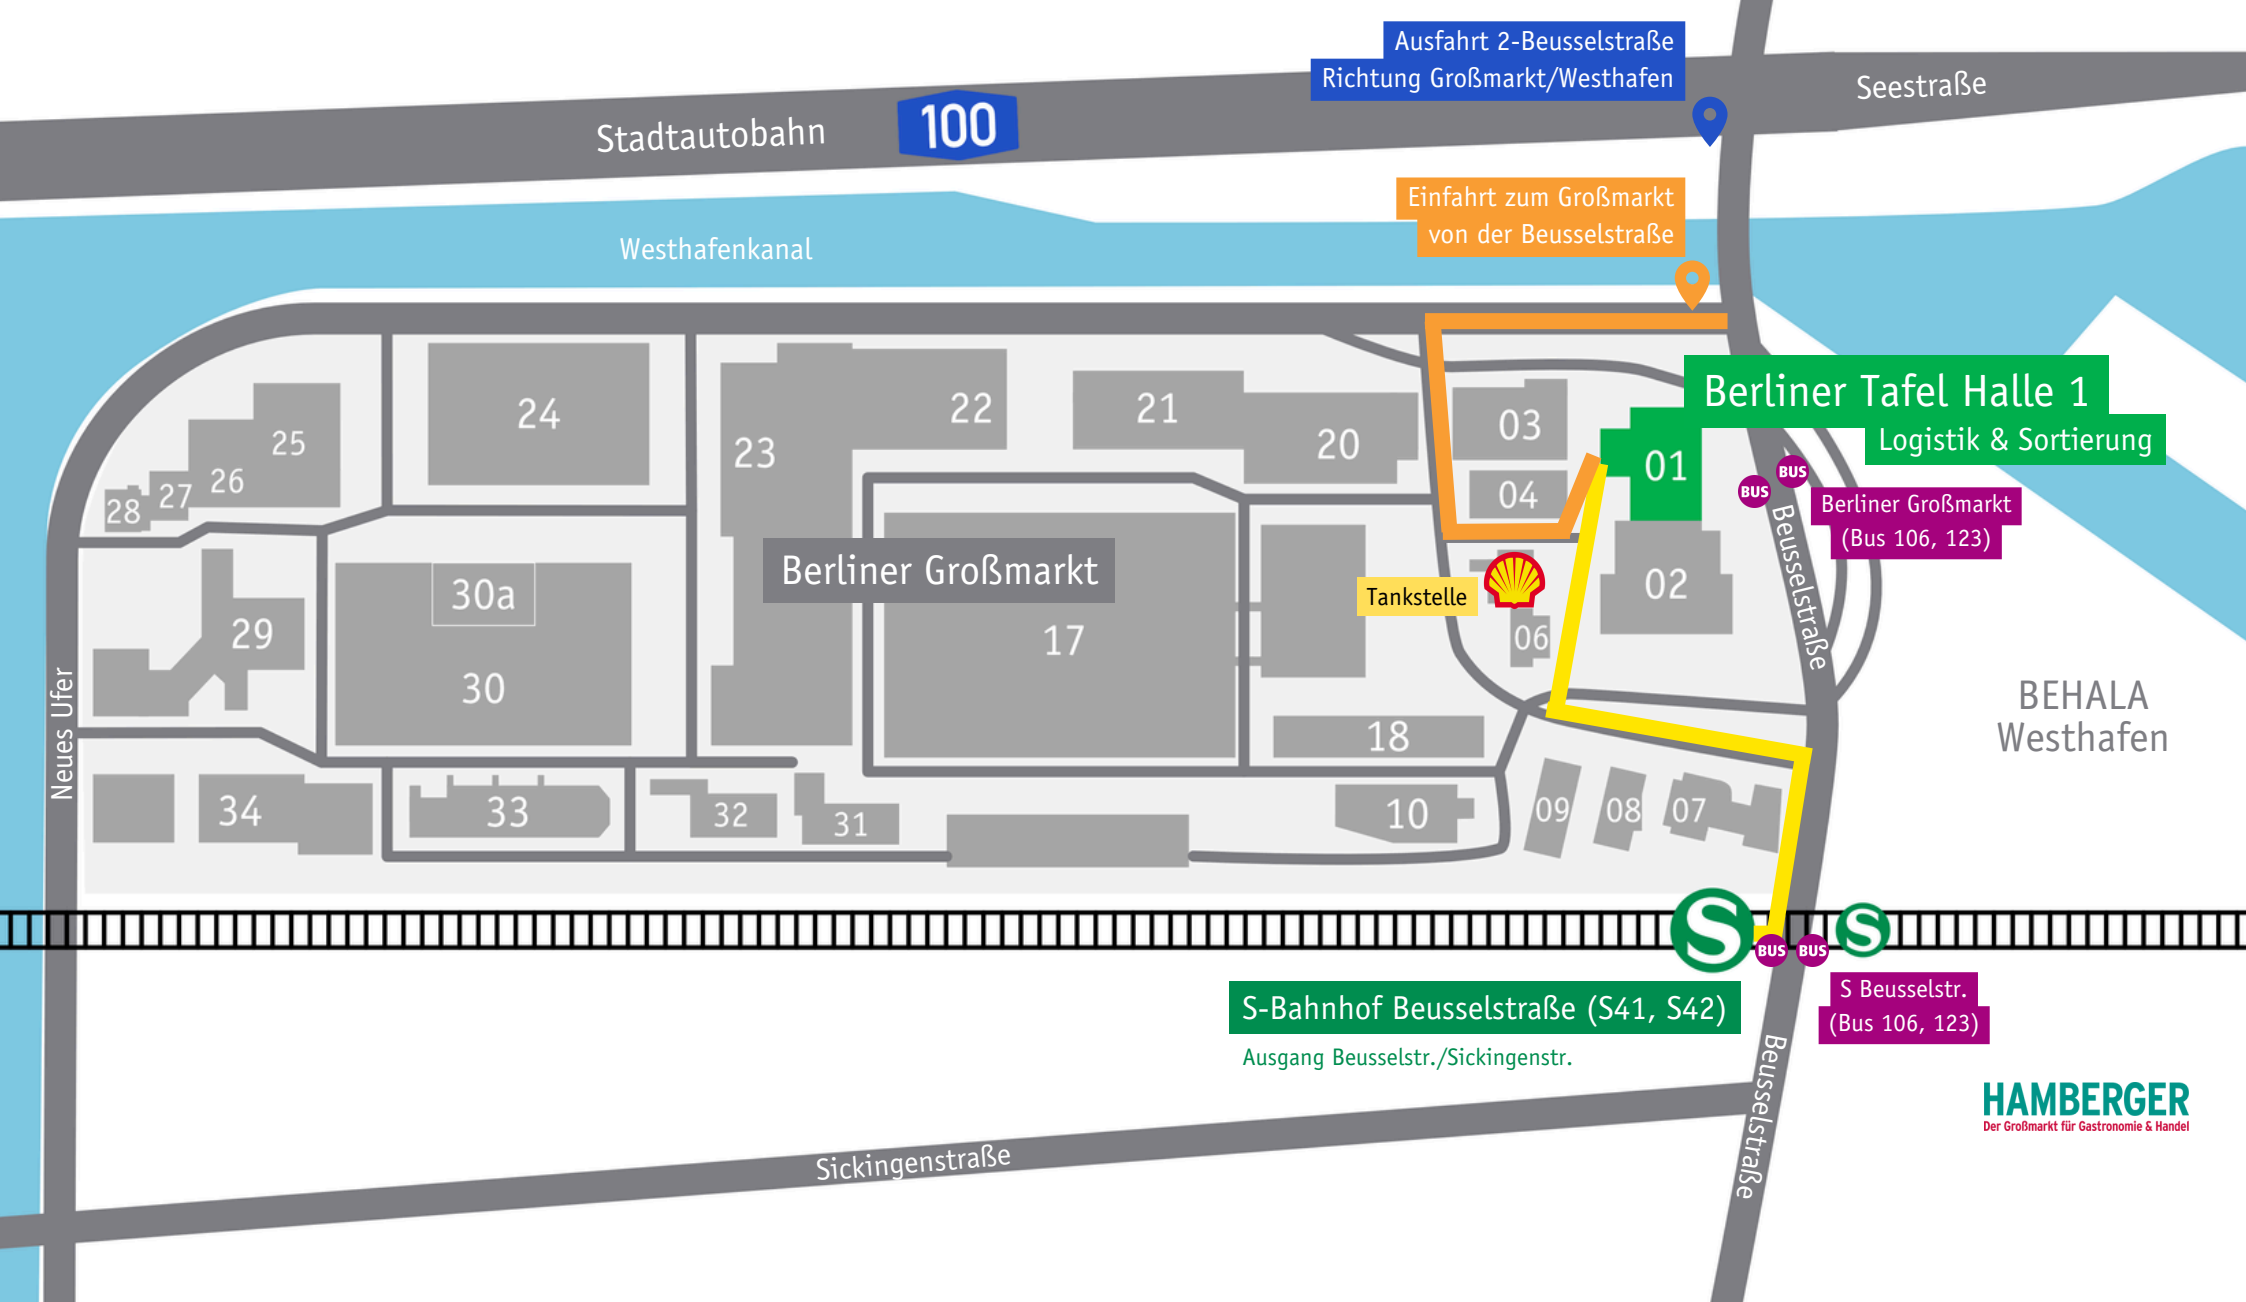 Ausfahrt 2-Beusselstraße
Richtung Großmarkt/Westhafen
Seestraße
Stadtautobahn
100
Einfahrt zum Großmarkt
von der Beusselstraße
Westhafenkanal
Berliner Tafel Halle 1
Logistik & Sortierung
24
22
21
20
03
01
25
23
26
27
28
04
BUS
BUS
Berliner Großmarkt
(Bus 106, 123)
Beusselstraße
Berliner Großmarkt
30a
Tankstelle
02
29
17
06
30
Neues Ufer
18
BEHALA
Westhafen
34
33
32
31
10
09
08
07
S
BUS
BUS
S
S-Bahnhof Beusselstraße (S41, S42)
Ausgang Beusselstr./Sickingenstr.
S Beusselstr.
(Bus 106, 123)
Beusselstraße
HAMBERGER
Der Großmarkt für Gastronomie & Handel
Sickingenstraße